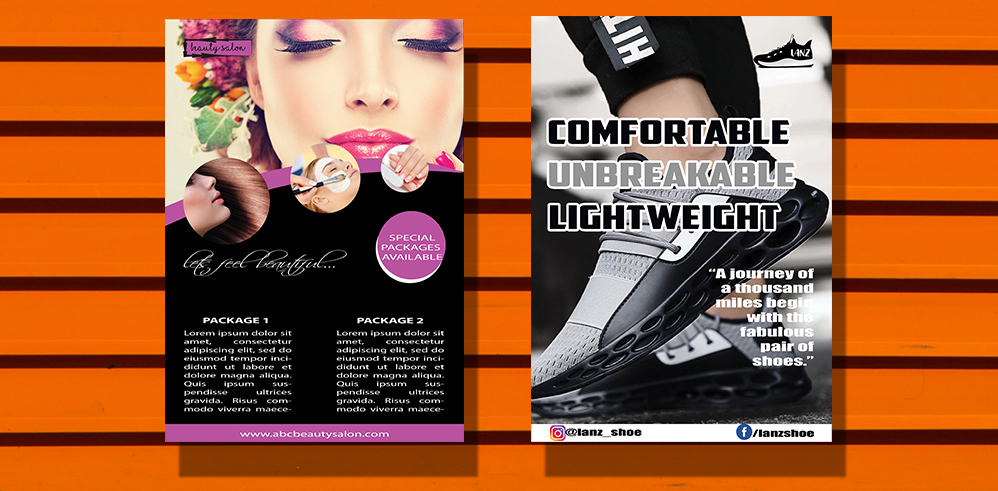 beauty salon
let's feel beautiful...
SPECIAL
PACKAGES
AVAILABLE
PACKAGE 1
Lorem ipsum dolor sit
amet, consectetur
adipiscing elit, sed do
eiusmod tempor inci-
didunt ut labore et
dolore magna aliqua.
Quis ipsum sus-
pendisse ultrices
gravida. Risus com-
modo viverra maece-
PACKAGE 2
Lorem ipsum dolor sit
amet, consectetur
adipiscing elit, sed do
eiusmod tempor inci-
didunt ut labore et
dolore magna aliqua.
Quis ipsum sus-
pendisse ultrices
gravida. Risus com-
modo viverra maece-
www.abcbeautysalon.com
LIH
LANZ
COMFORTABLE
UNBREAKABLE
LIGHTWEIGHT
“A journey of
a thousand
miles begin
with the
fabulous
pair of
shoes.”
@lanz_shoe
/lanzshoe